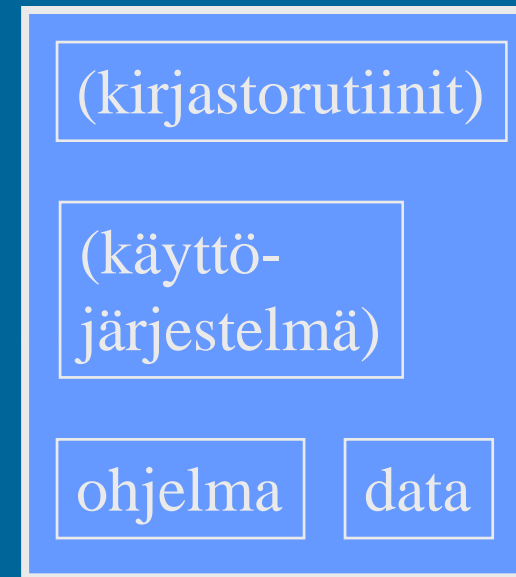 (kirjastorutiinit)
(käyttö-
järjestelmä)
ohjelma
data